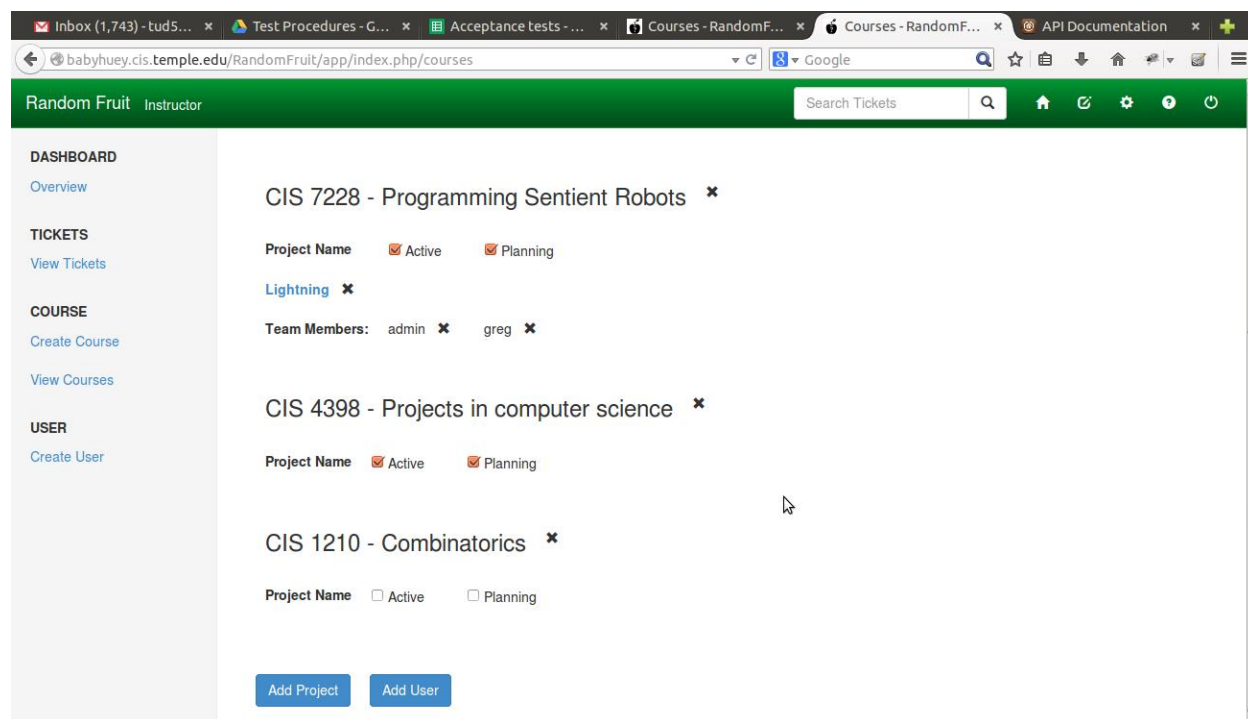 Inbox (1,743) - tud5... Test Procedures - G... Acceptance tests - ... Courses - RandomF... Courses - RandomF... API Documentation
babyhuey.cis.temple.edu/RandomFruit/app/index.php/courses Google
Random Fruit Instructor Search Tickets
DASHBOARD
Overview
TICKETS
View Tickets
COURSE
Create Course
View Courses
USER
Create User
CIS 7228 - Programming Sentient Robots
Project Name Active Planning
Lightning
Team Members: admin greg
CIS 4398 - Projects in computer science
Project Name Active Planning
CIS 1210 - Combinatorics
Project Name Active Planning
Add Project Add User